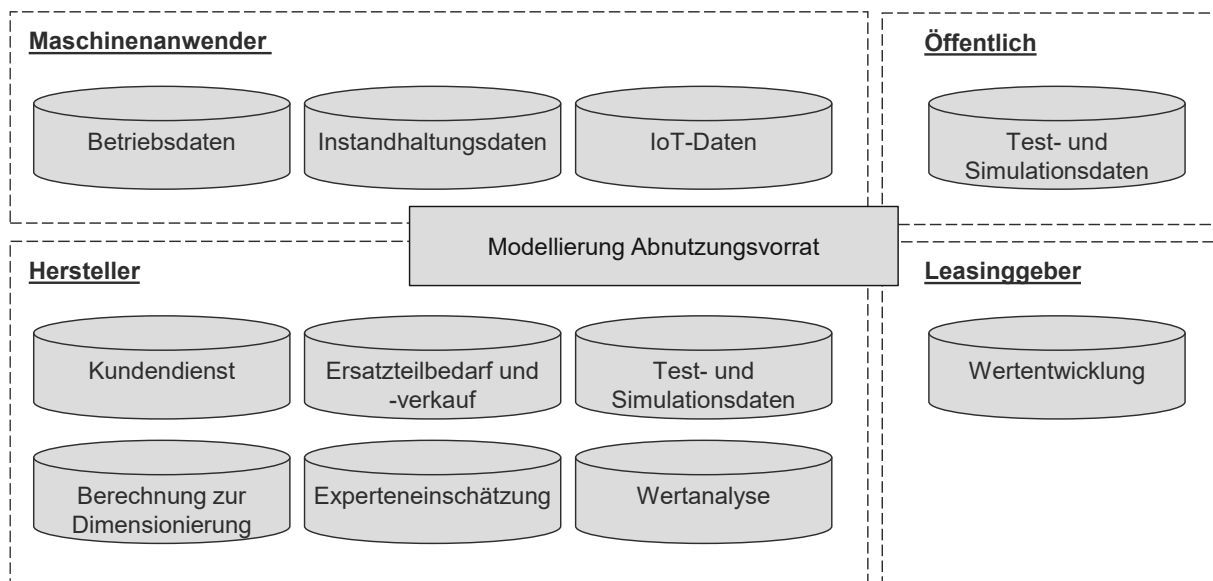 Maschinenanwender
Betriebsdaten
Instandhaltungsdaten
IoT-Daten
Öffentlich
Test- und
Simulationsdaten
Modellierung Abnutzungsvorrat
Hersteller
Kundendienst
Ersatzteilbedarf und
-verkauf
Test- und
Simulationsdaten
Berechnung zur
Dimensionierung
Experteneinschätzung
Wertanalyse
Leasinggeber
Wertentwicklung